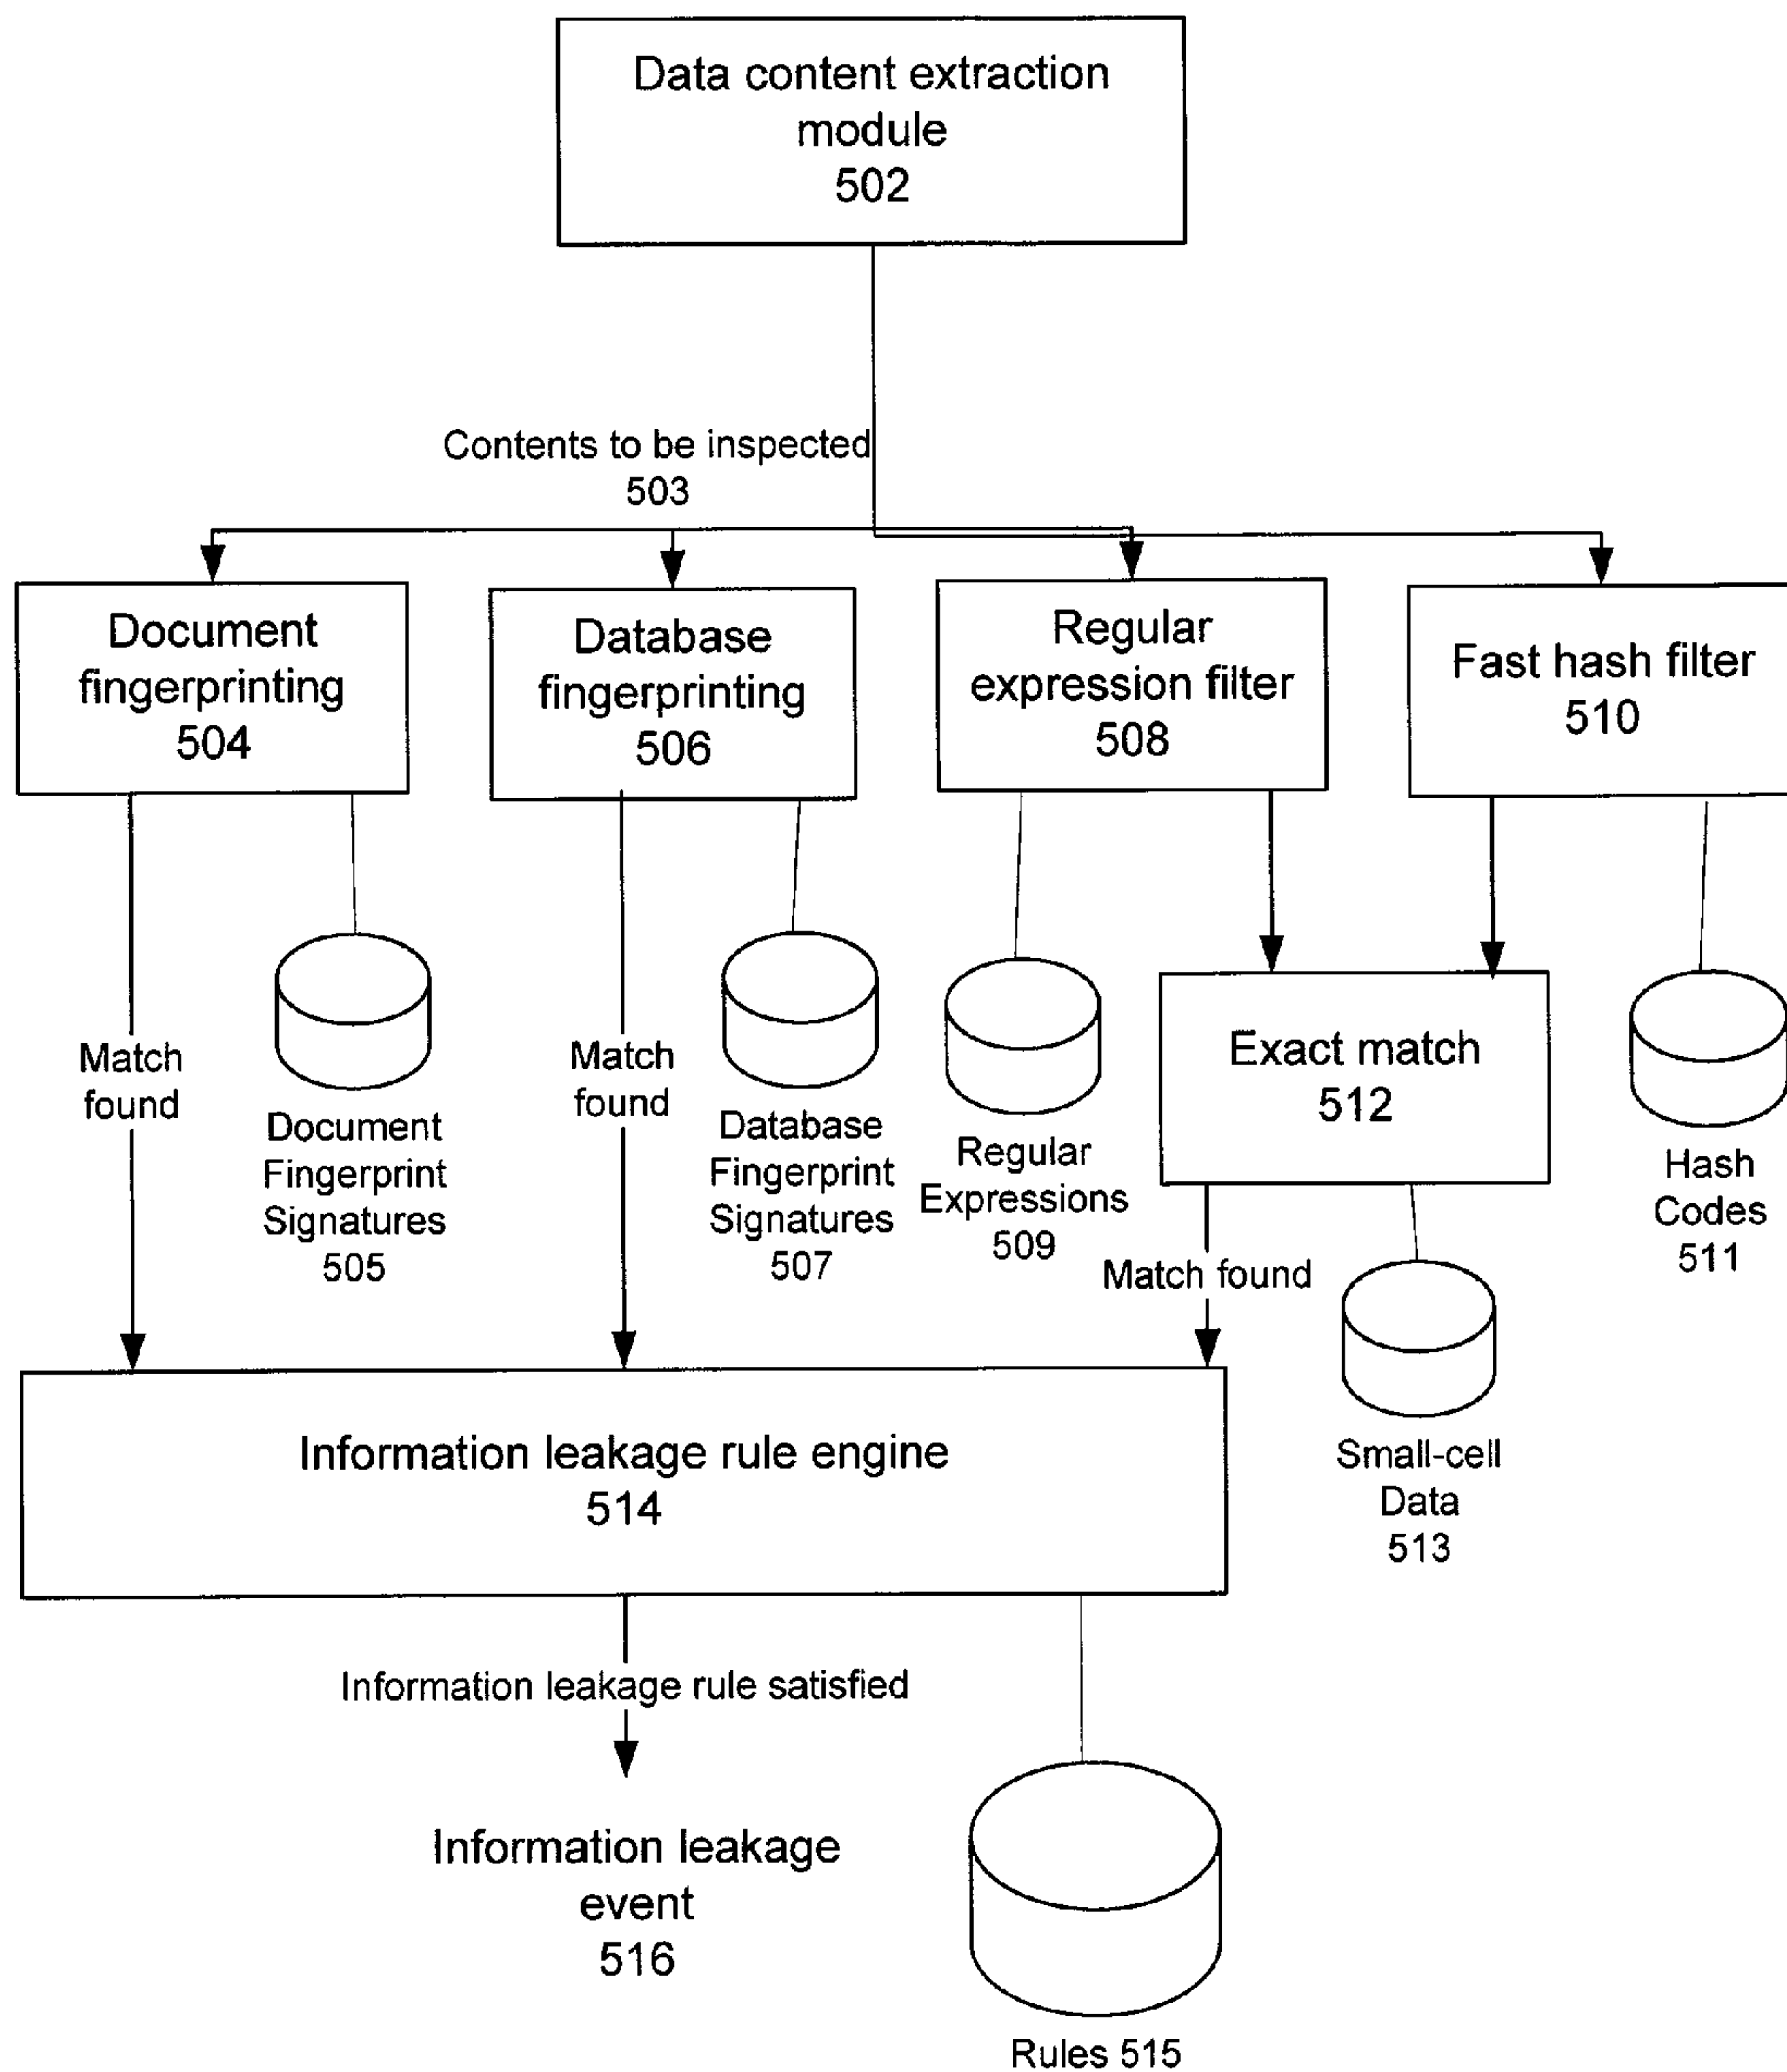 Data content extraction
module
502
Contents to be inspected
503
Document
fingerprinting
504
Database
fingerprinting
506
Regular
expression filter
508
Fast hash filter
510
Match
found
Document
Fingerprint
Signatures
505
Match
found
Database
Fingerprint
Signatures
507
Regular
Expressions
509
Exact match
512
Hash
Codes
511
Match found
Small-cell
Data
513
Information leakage rule engine
514
Information leakage rule satisfied
Information leakage
event
516
Rules 515